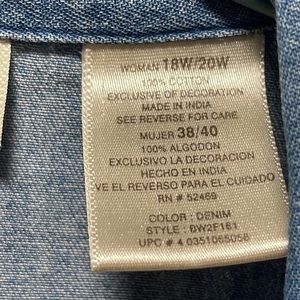 WOMAN 18W/20W
100% COTTON
EXCLUSIVE OF DECORATION
MADE IN INDIA
SEE REVERSE FOR CARE
MUJER 38/40
100% ALGODON
EXCLUSIVO LA DECORACION
HECHO EN INDIA
VE EL REVERSO PARA EL CUIDADO
RN # 52469
COLOR : DENIM
STYLE : BW2F161
UPC # 4 0351065056